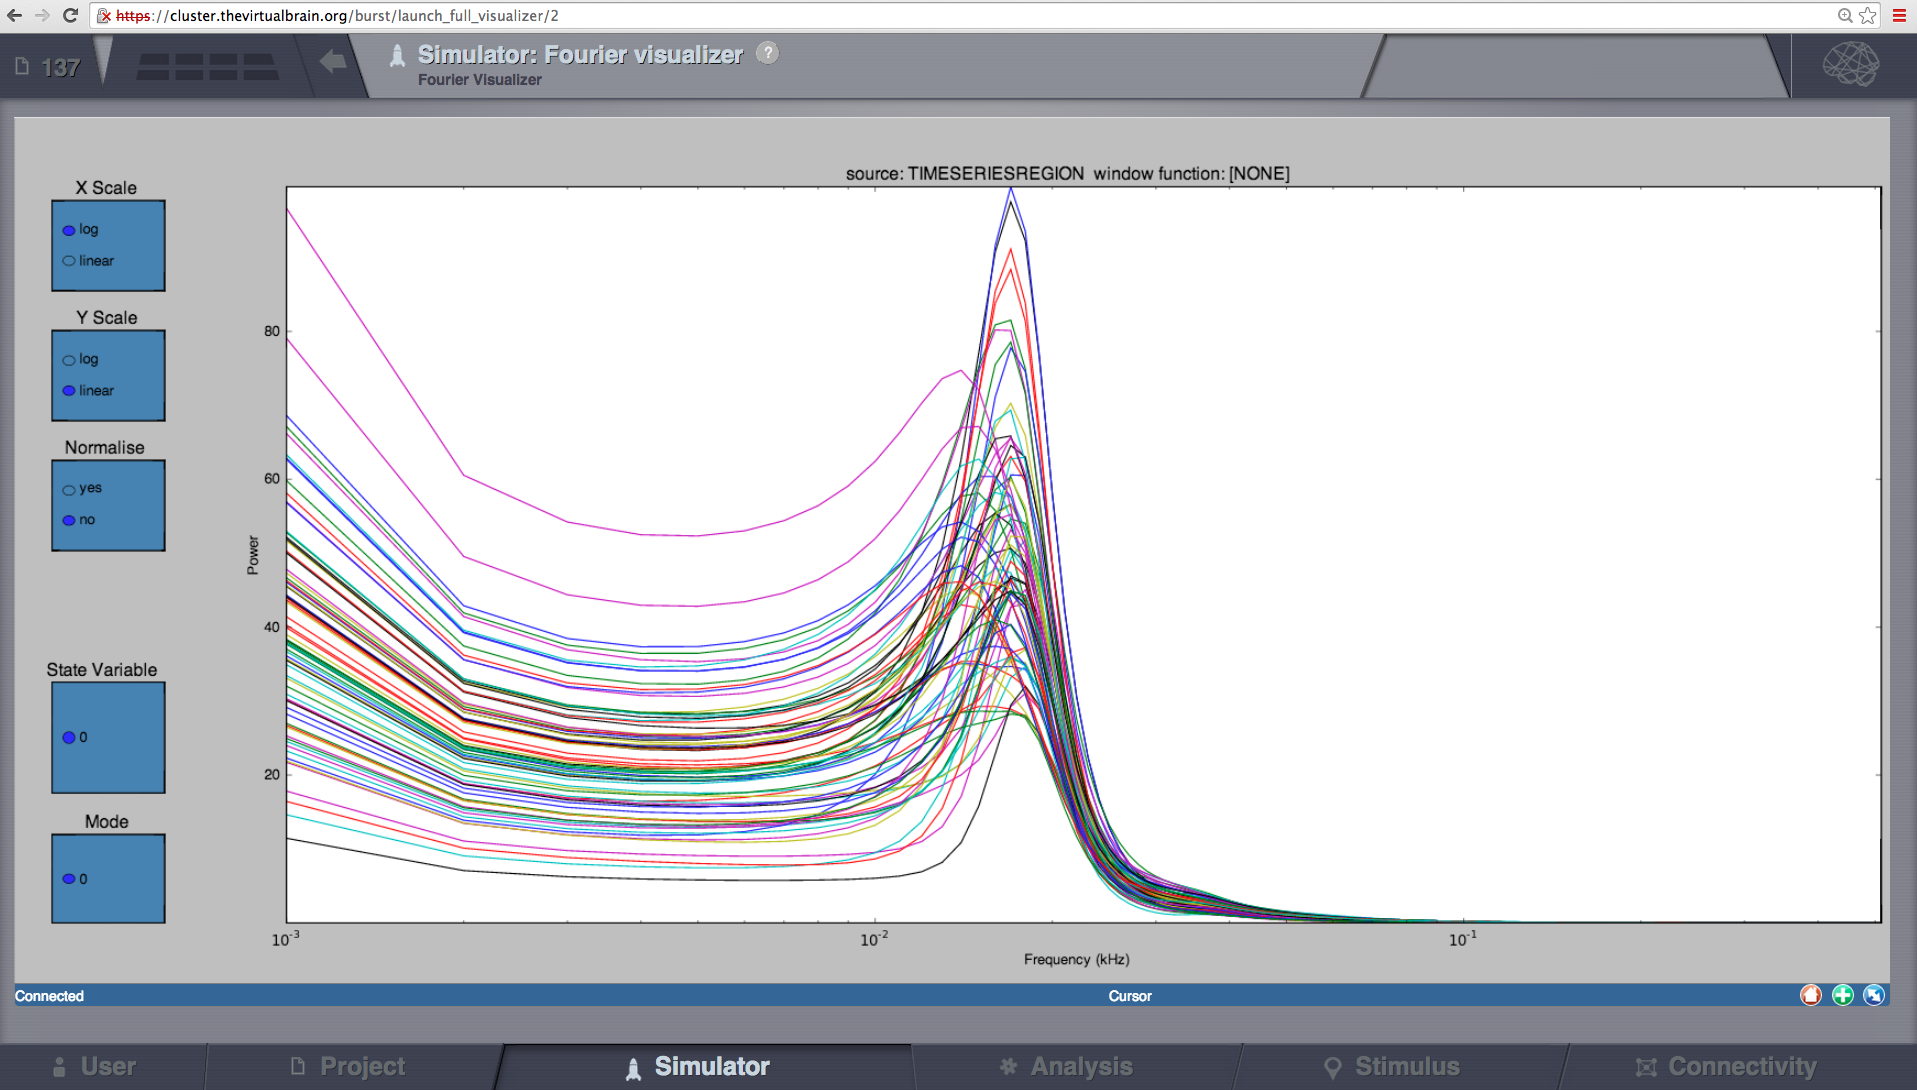 https://cluster.thevirtualbrain.org/burst/launch_full_visualizer/2
137
Simulator: Fourier visualizer ?
Fourier Visualizer
source: TIMESERIESREGION window function: [NONE]
X Scale
log
linear
Y Scale
log
linear
Normalise
yes
no
State Variable
0
Mode
0
Power
80
60
40
20
10⁻³ 10⁻² 10⁻¹
Frequency (kHz)
Connected Cursor
User Project Simulator Analysis Stimulus Connectivity